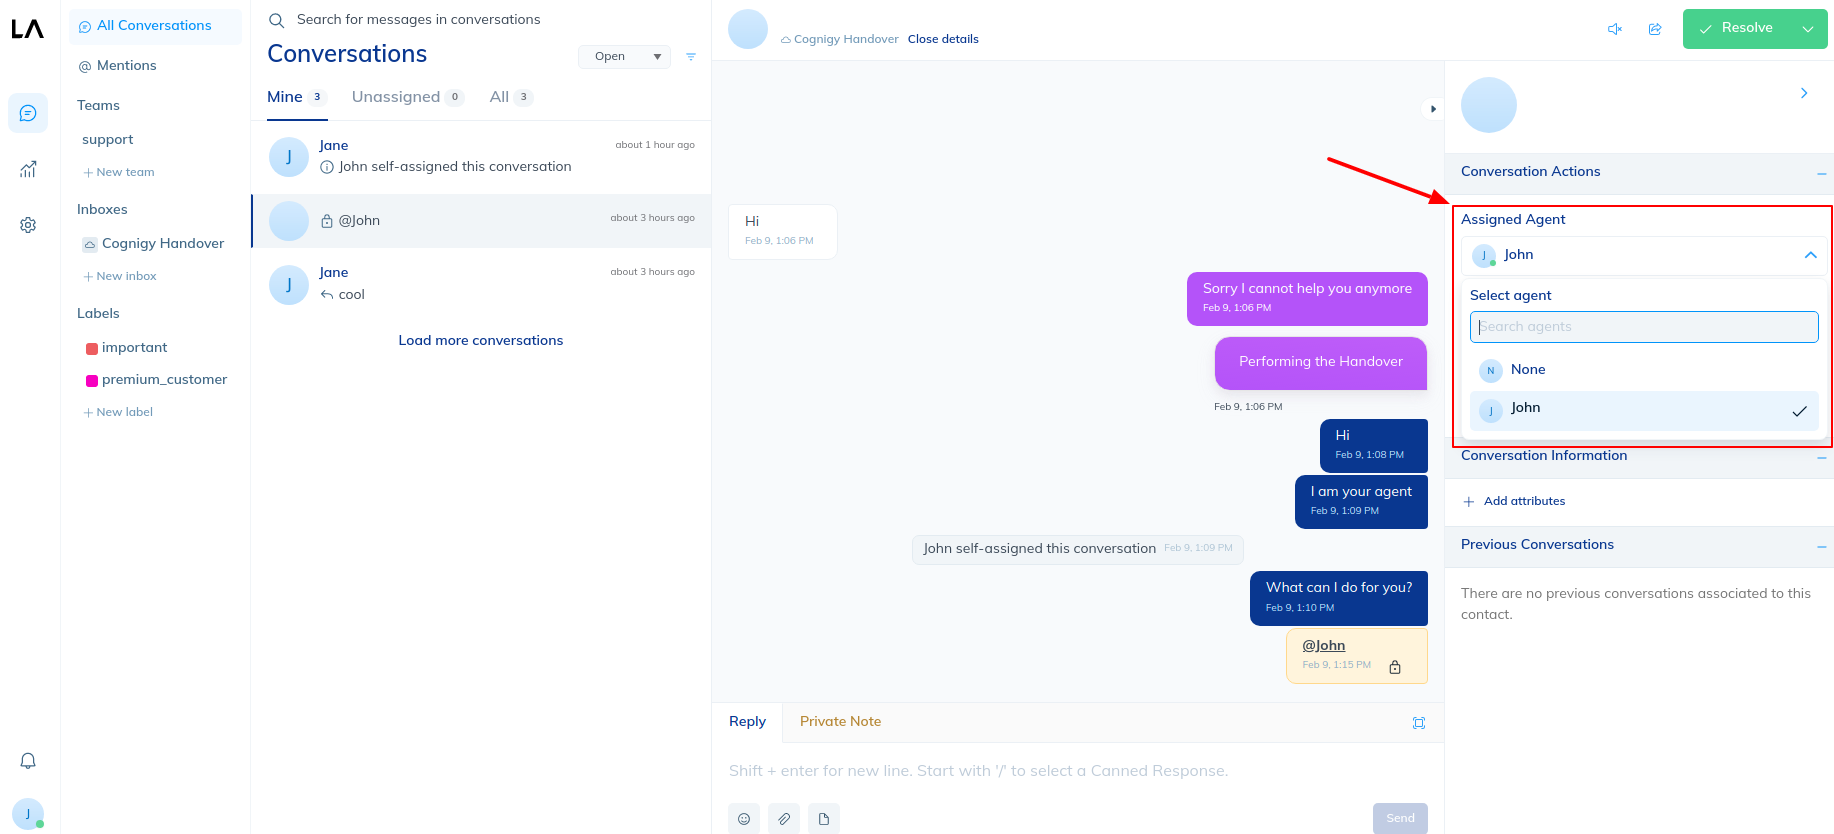 LA
All Conversations
@ Mentions
Teams
support
+ New team
Inboxes
Cognigy Handover
+ New inbox
Labels
important
premium_customer
+ New label
J
Search for messages in conversations
Conversations
Open
Mine 3
Unassigned 0
All 3
J
Jane
about 1 hour ago
John self-assigned this conversation
@John
about 3 hours ago
J
Jane
about 3 hours ago
cool
Load more conversations
Cognigy Handover Close details
Resolve
Hi
Feb 9, 1:06 PM
Sorry I cannot help you anymore
Feb 9, 1:06 PM
Performing the Handover
Feb 9, 1:06 PM
Hi
Feb 9, 1:08 PM
I am your agent
Feb 9, 1:09 PM
John self-assigned this conversation Feb 9, 1:09 PM
What can I do for you?
Feb 9, 1:10 PM
@John
Feb 9, 1:15 PM
Reply
Private Note
Shift + enter for new line. Start with '/' to select a Canned Response.
Send
Conversation Actions
Assigned Agent
J John
Select agent
Search agents
N None
J John
Conversation Information
+ Add attributes
Previous Conversations
There are no previous conversations associated to this
contact.